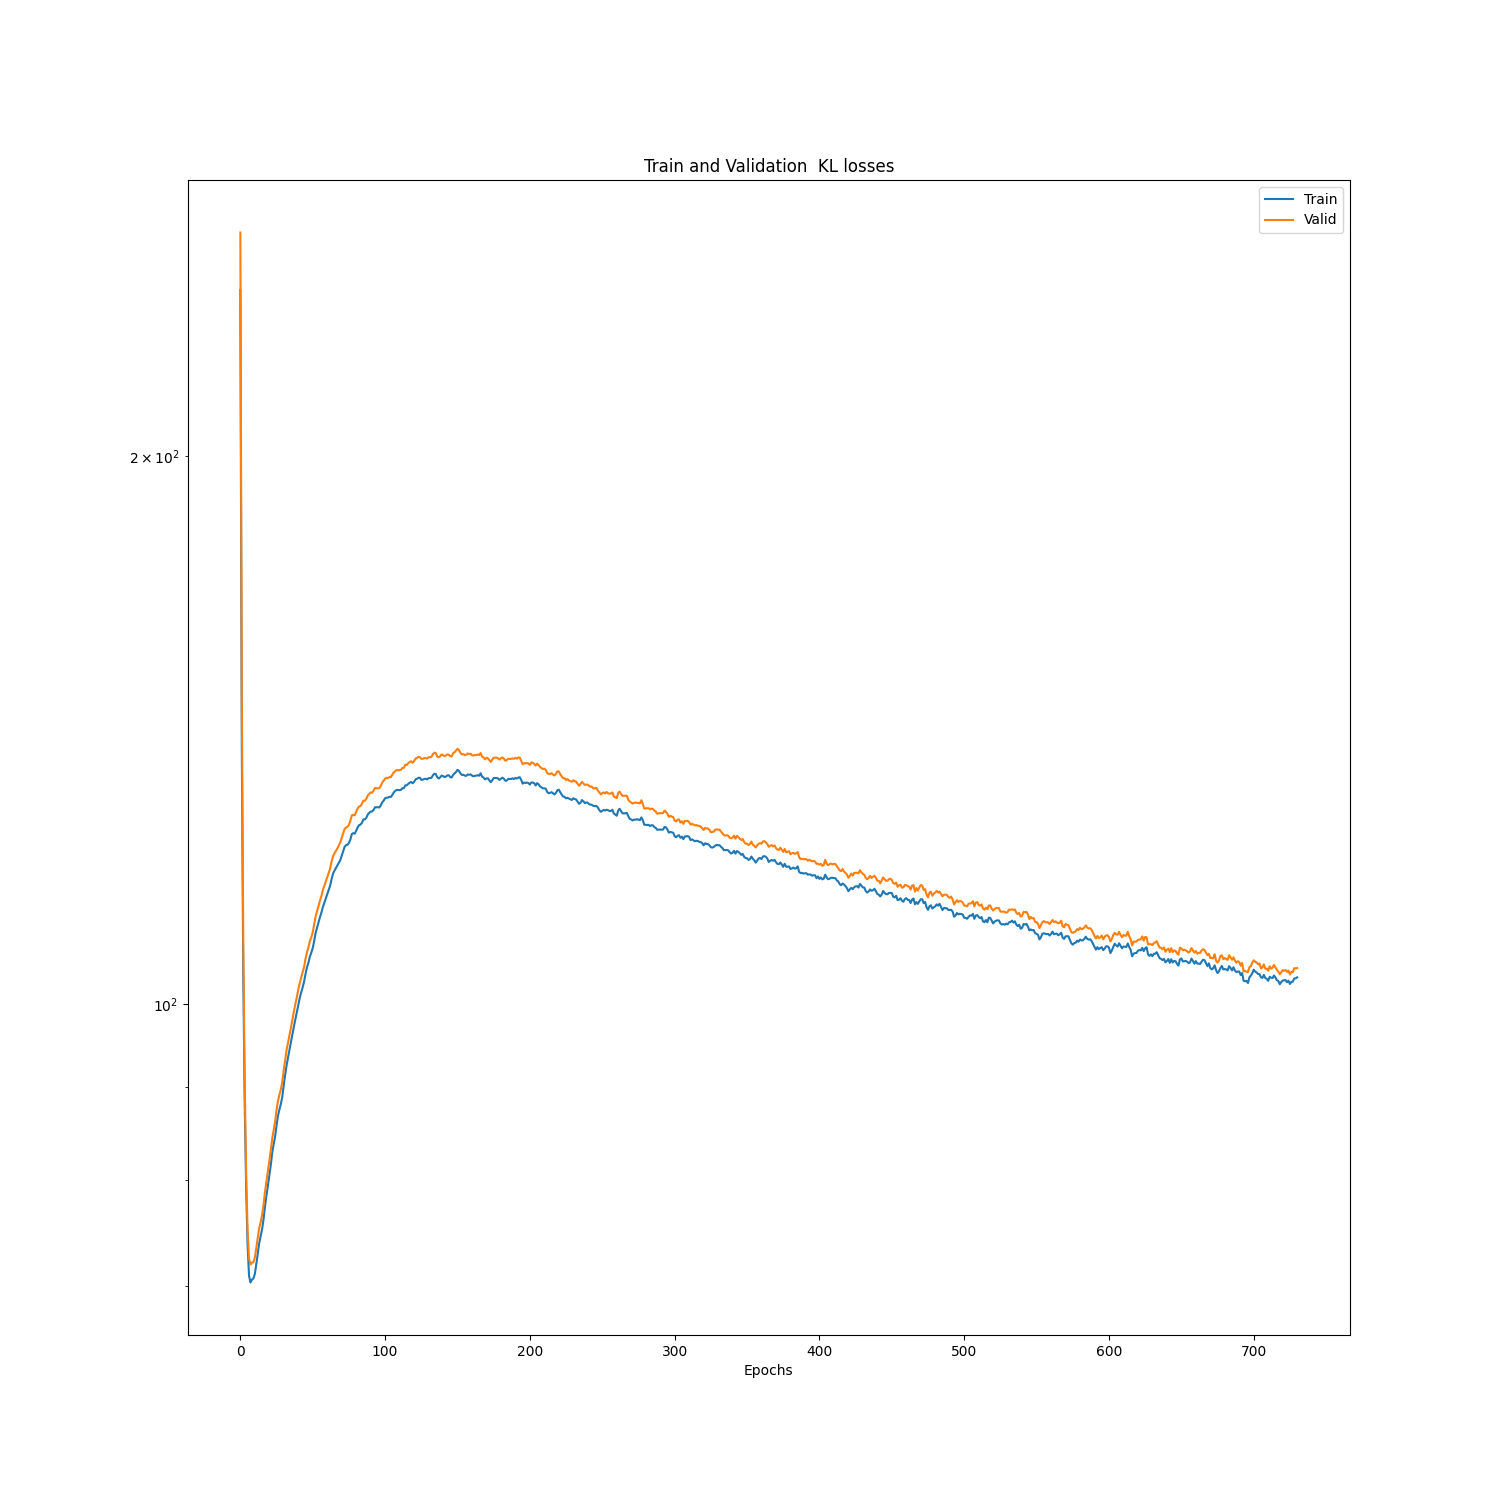 Train and Validation  KL losses
Train
Valid
2 × 10²
10²
0 100 200 300 400 500 600 700
Epochs